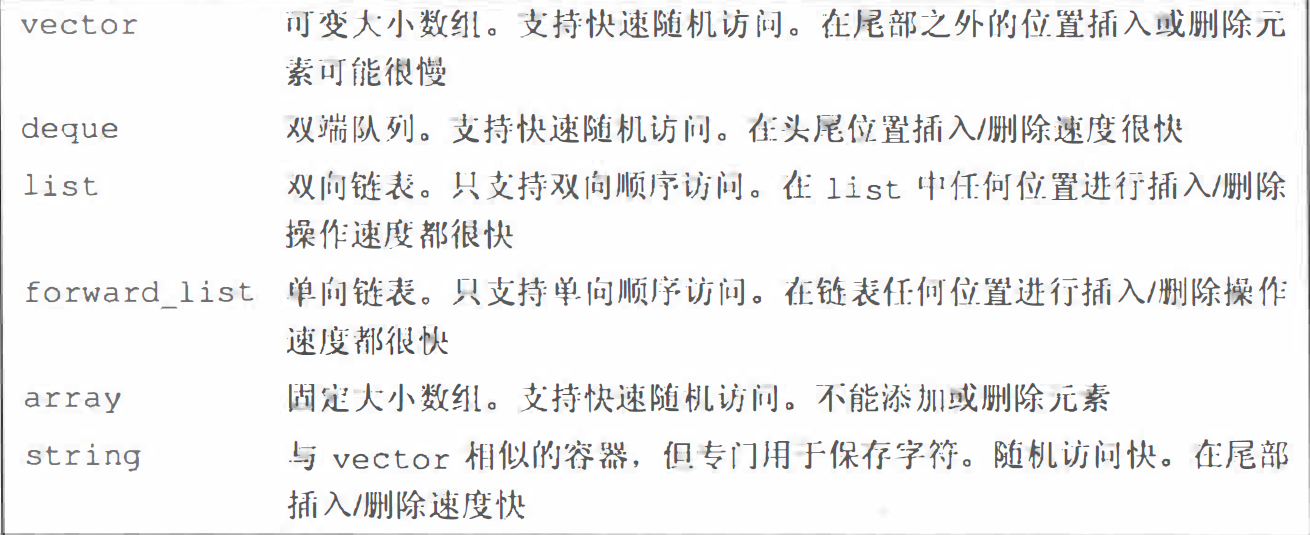 vector 可变大小数组。支持快速随机访问。在尾部之外的位置插入或删除元
素可能很慢
deque 双端队列。支持快速随机访问。在头尾位置插入/删除速度很快
list 双向链表。只支持双向顺序访问。在 list 中任何位置进行插入/删除
操作速度都很快
forward_list 单向链表。只支持单向顺序访问。在链表任何位置进行插入/删除操作
速度都很快
array 固定大小数组。支持快速随机访问。不能添加或删除元素
string 与 vector 相似的容器，但专门用于保存字符。随机访问快。在尾部
插入/删除速度快